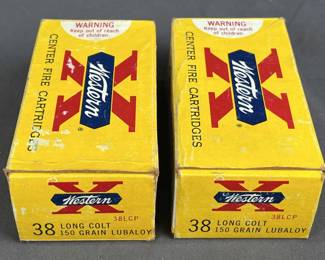 WARNING
Keep out of reach
of children.
CENTER FIRE CARTRIDGES
X
Western
®
X
Western
38LCP
38 LONG COLT
150 GRAIN LUBALOY
WARNING
Keep out of reach
of children.
CENTER FIRE CARTRIDGES
X
Western
®
X
Western
38LCP
38 LONG COLT
150 GRAIN LUBALOY